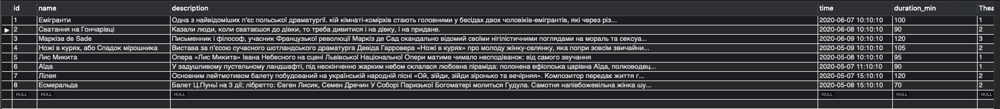 id name description time duration_min Thea
1 Емігранти Одна з найвідоміших п'єс польської драматургії. кій кімнаті-комірхів стають головними у бесідах двох чоловіків-емігрантів, які через різ... 2020-06-07 10:10:10 100 1
2 Сватання на Гончарівці Казали люди, коли сватаєшся до дівки, то треба дивитися і на дівку, і на придане. 2020-06-08 10:10:10 90 2
3 Маркіза de Sade Письменник і філософ, учасник Французької революції Маркіз де Сад скандально відомий своїми нігілістичними поглядами на мораль та сексуа... 2020-06-09 10:10:10 120 3
4 Ножі в курях, або Спадок мірошника Вистава за п'єсою сучасного шотландського драматурга Девіда Гарровера «Ножі в курях» про молоду жінку-селянку, яка попри зовсім звичайни... 2020-05-09 10:10:10 105 2
5 Лис Микита Опера «Лис Микита» Івана Небесного на сцені Львівської Національної Опери матиме чимало несподіванок: від самого звучання 2020-05-08 10:10:10 95 1
6 Аїда У задушливому пустельному ландшафті, під нескінченно жарким небом склалася любовна піраміда: полонена ефіопська царівна Аїда, полководец... 2020-05-07 11:10:10 90 1
7 Лілея Основним лейтмотивом балету побудований на українській народній пісні «Ой, зійди, зійди зіронько та вечірняя». Композитор передає життя г... 2020-05-07 15:10:10 120 2
8 Есмеральда Балет Ц.Пуньї на 3 дії; лібретто: Євген Лисик, Семен Дречин У Соборі Паризької Богоматері молиться Гудула. Самотня напівбожевільна жінка шу... 2020-05-08 15:10:10 70 2
NULL NULL NULL NULL NULL NULL